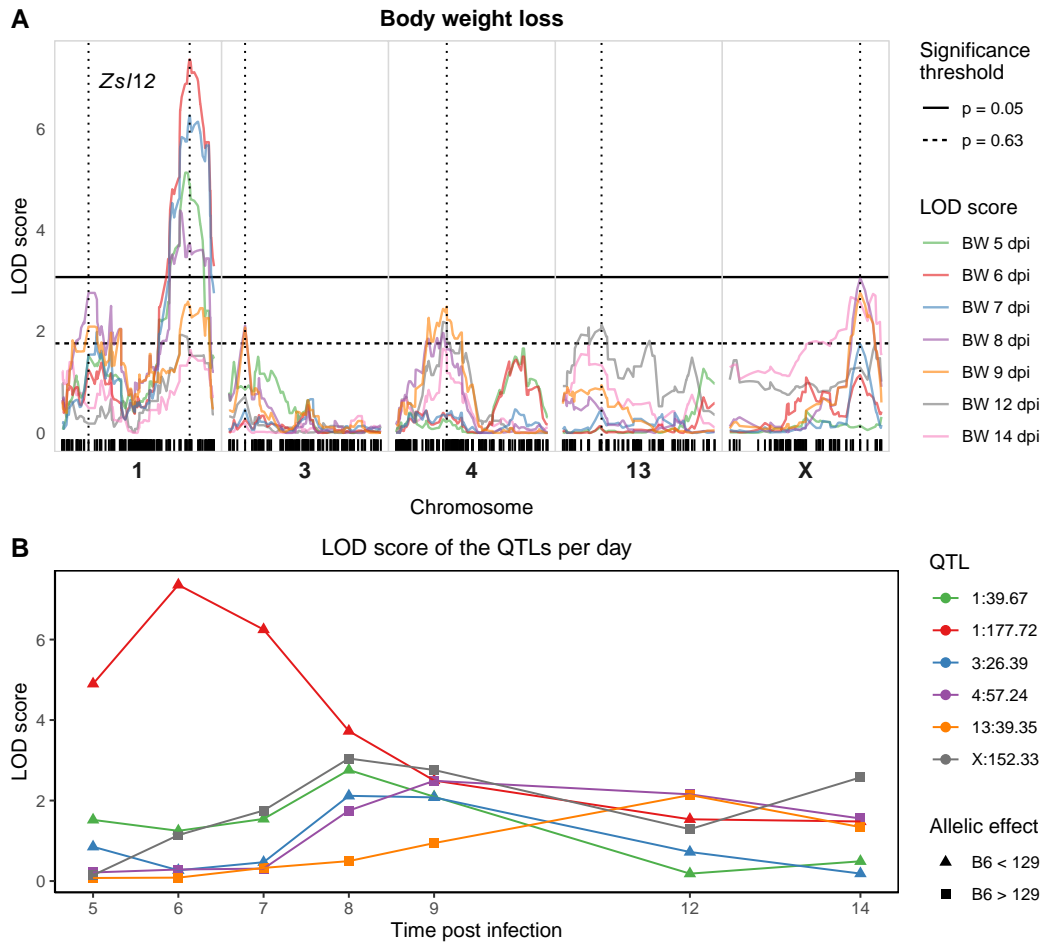 A
Body weight loss
Zsl12
LOD score
6
4
2
0
1
3
4
13
X
Chromosome
Significance
threshold
p = 0.05
p = 0.63
LOD score
BW 5 dpi
BW 6 dpi
BW 7 dpi
BW 8 dpi
BW 9 dpi
BW 12 dpi
BW 14 dpi
B
LOD score of the QTLs per day
LOD score
6
4
2
0
5
6
7
8
9
12
14
Time post infection
QTL
1:39.67
1:177.72
3:26.39
4:57.24
13:39.35
X:152.33
Allelic effect
B6 < 129
B6 > 129